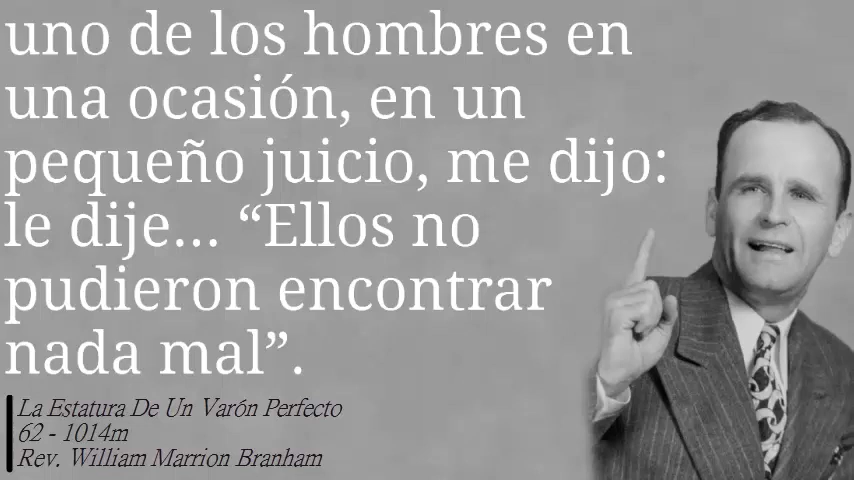 uno de los hombres en
una ocasión, en un
pequeño juicio, me dijo:
le dije... “Ellos no
pudieron encontrar
nada mal”.
La Estatura De Un Varón Perfecto
62 - 1014m
Rev. William Marrion Branham